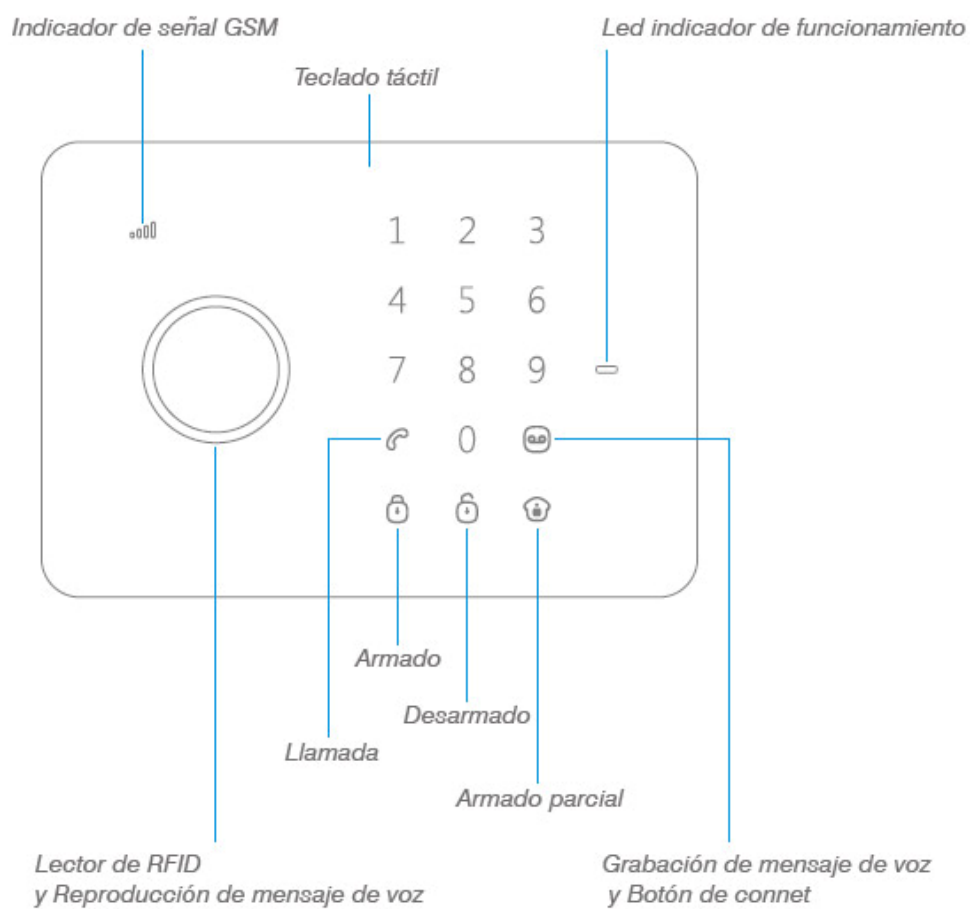 Indicador de señal GSM
Led indicador de funcionamiento
Teclado táctil
1 2 3
4 5 6
7 8 9
0
Armado
Desarmado
Llamada
Armado parcial
Lector de RFID
y Reproducción de mensaje de voz
Grabación de mensaje de voz
y Botón de connet